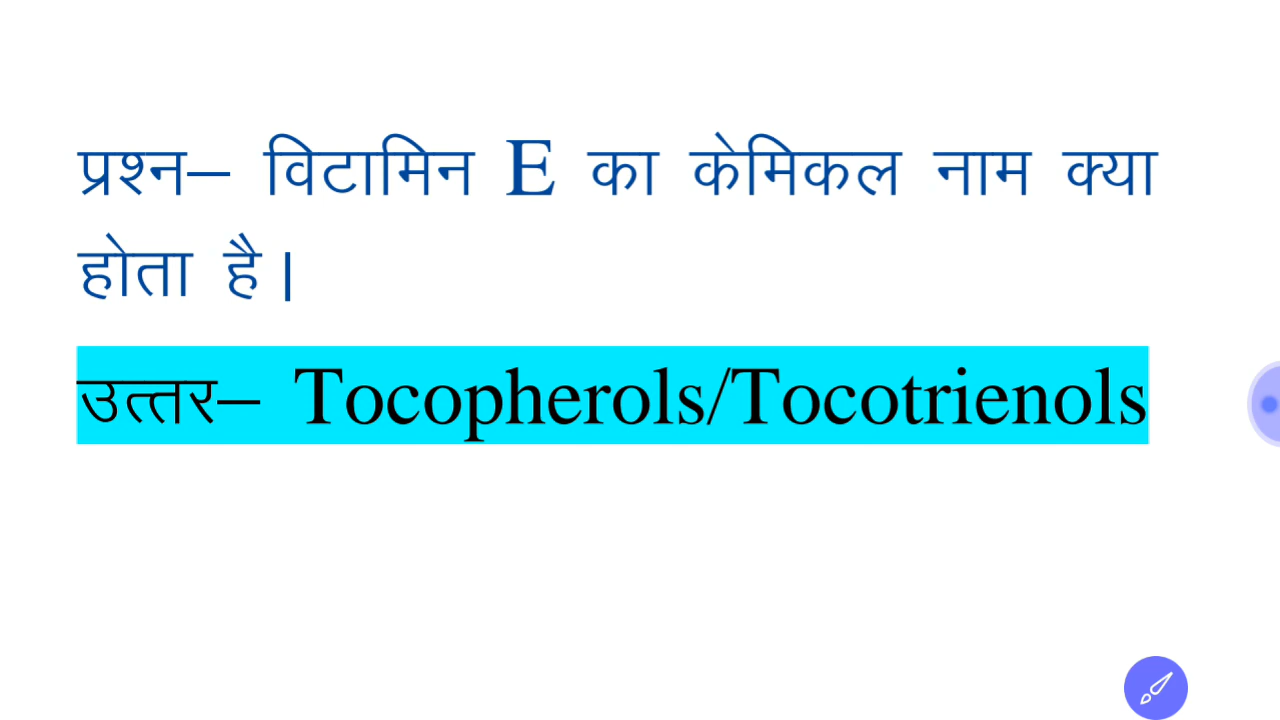 प्रश्न– विटामिन E का केमिकल नाम क्या
होता है।
उत्तर– Tocopherols/Tocotrienols